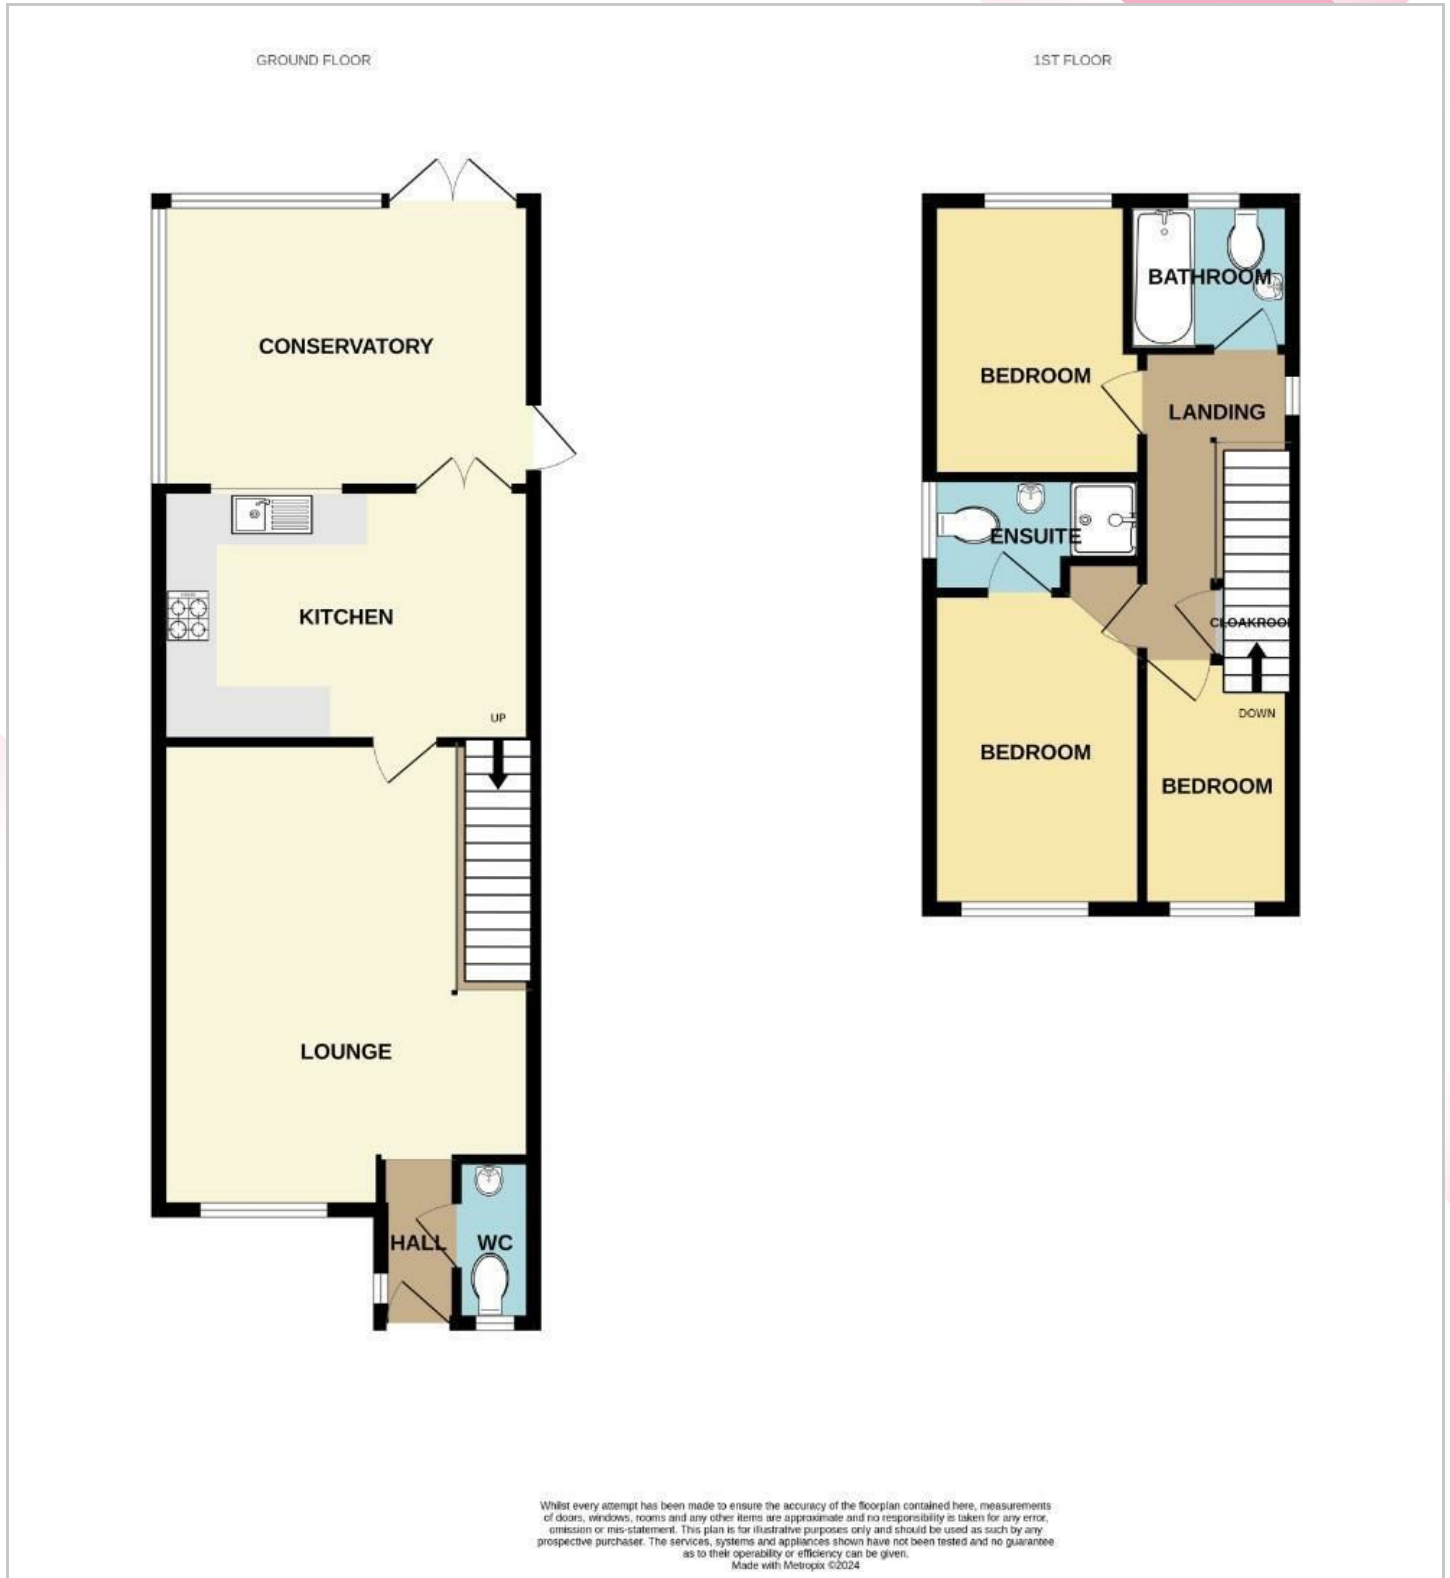 GROUND FLOOR
1ST FLOOR
CONSERVATORY
KITCHEN
UP
LOUNGE
HALL
WC
BATHROOM
BEDROOM
LANDING
ENSUITE
CLOAKROOM
DOWN
BEDROOM
BEDROOM
Whilst every attempt has been made to ensure the accuracy of the floorplan contained here, measurements
of doors, windows, rooms and any other items are approximate and no responsibility is taken for any error,
omission or mis-statement. This plan is for illustrative purposes only and should be used as such by any
prospective purchaser. The services, systems and appliances shown have not been tested and no guarantee
as to their operability or efficiency can be given.
Made with Metropix ©2024